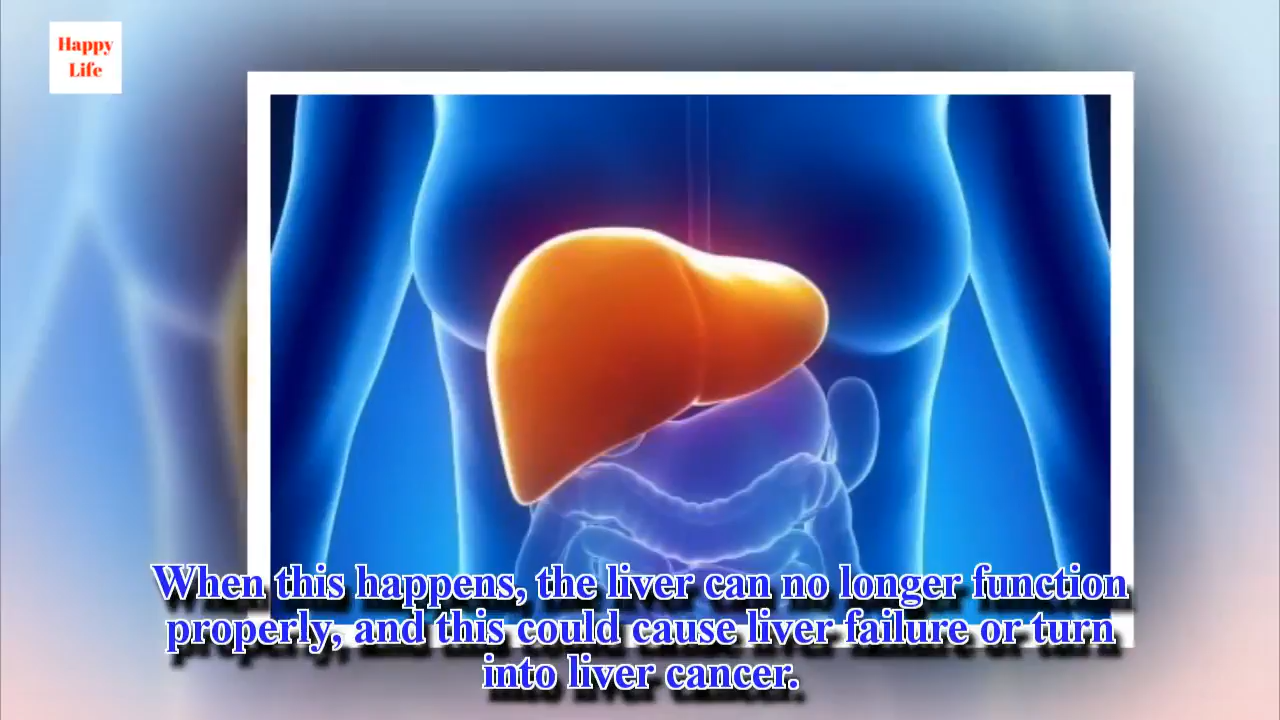 Happy
Life
When this happens, the liver can no longer function
properly, and this could cause liver failure or turn
into liver cancer.